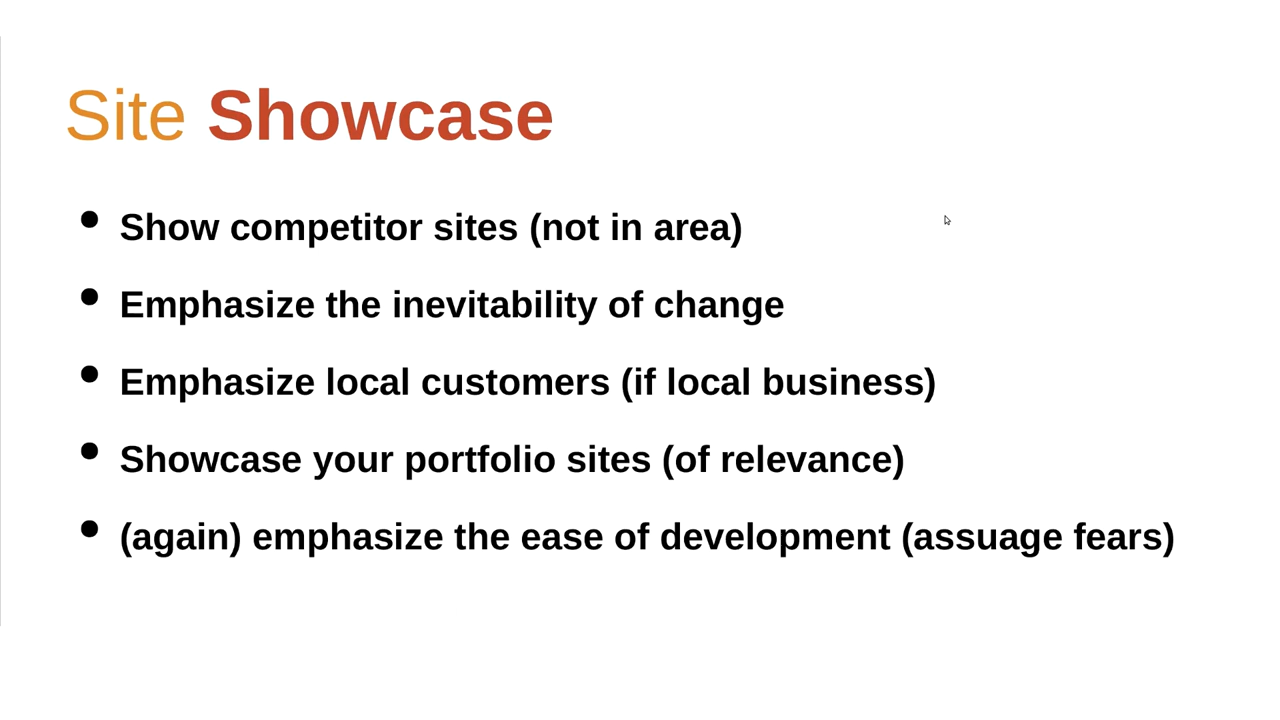 Site Showcase
• Show competitor sites (not in area)
• Emphasize the inevitability of change
• Emphasize local customers (if local business)
• Showcase your portfolio sites (of relevance)
• (again) emphasize the ease of development (assuage fears)